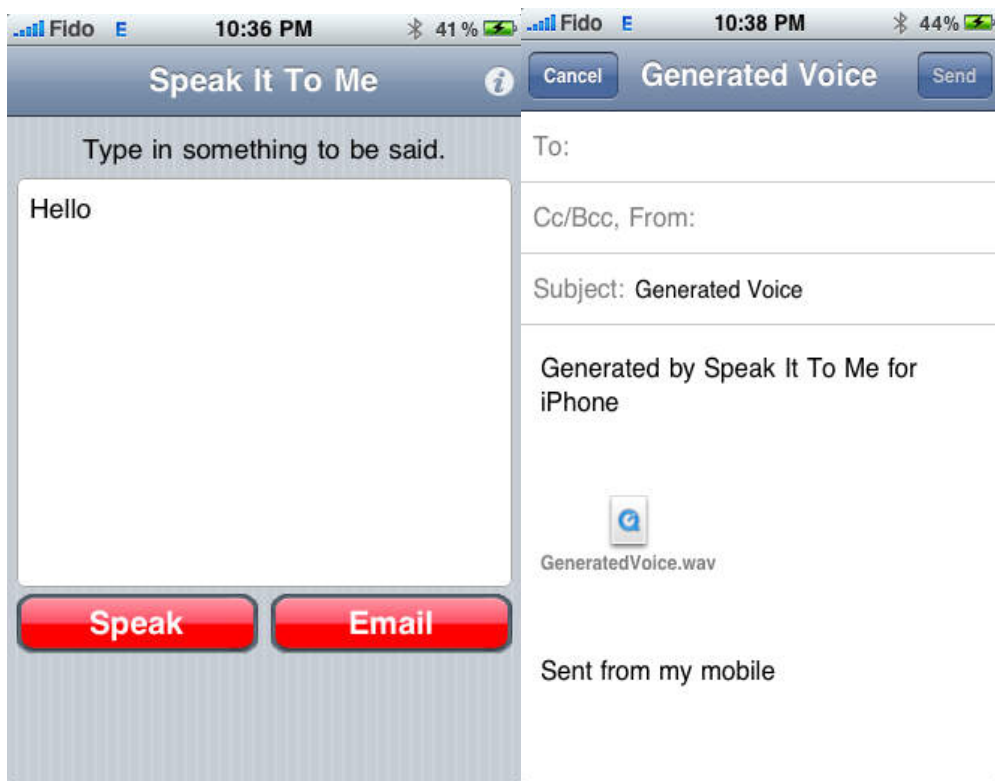 Fido E 10:36 PM 41%
Speak It To Me
Type in something to be said.
Hello
Speak Email
Fido E 10:38 PM 44%
Cancel Generated Voice Send
To:
Cc/Bcc, From:
Subject: Generated Voice
Generated by Speak It To Me for
iPhone
GeneratedVoice.wav
Sent from my mobile